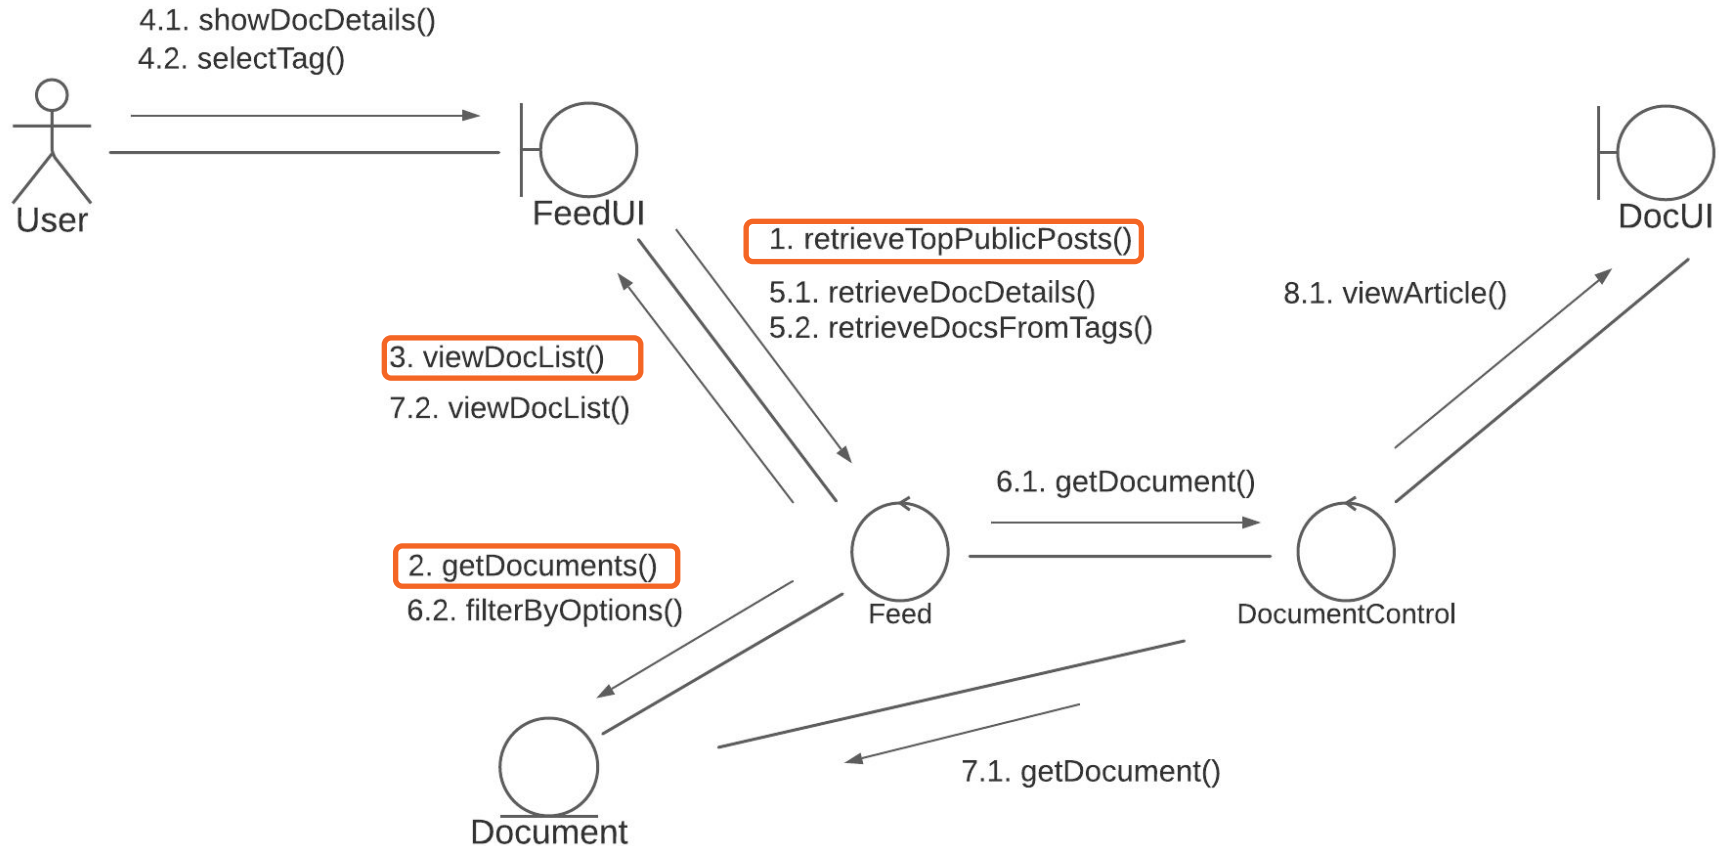 4.1. showDocDetails()
4.2. selectTag()
User
FeedUI
DocUI
1. retrieveTopPublicPosts()
5.1. retrieveDocDetails()
5.2. retrieveDocsFromTags()
8.1. viewArticle()
3. viewDocList()
7.2. viewDocList()
6.1. getDocument()
2. getDocuments()
6.2. filterByOptions()
Feed
DocumentControl
7.1. getDocument()
Document